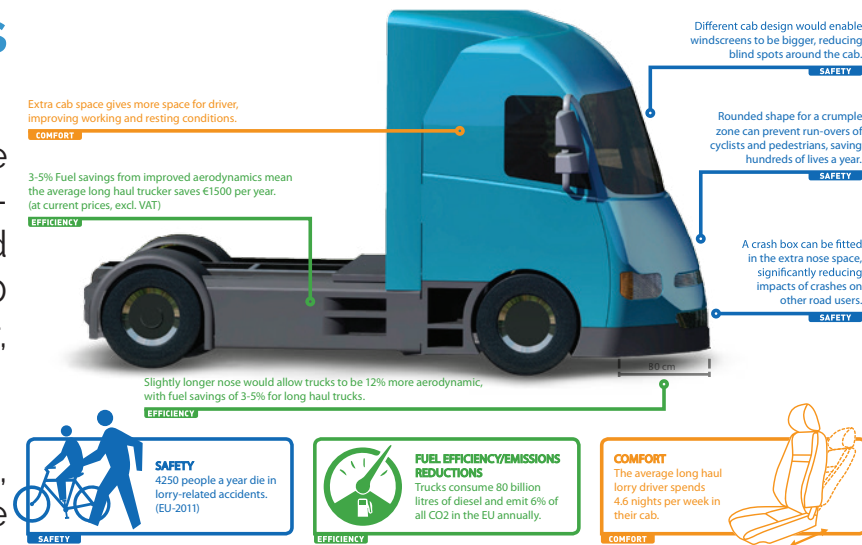 s
Different cab design would enable
windscreens to be bigger, reducing
blind spots around the cab.
SAFETY
Extra cab space gives more space for driver,
improving working and resting conditions.
COMFORT
Rounded shape for a crumple
zone can prevent run-overs of
cyclists and pedestrians, saving
hundreds of lives a year.
SAFETY
e
-
3-5% Fuel savings from improved aerodynamics mean
the average long haul trucker saves €1500 per year.
(at current prices, excl. VAT)
EFFICIENCY
d
A crash box can be fitted
in the extra nose space,
significantly reducing
impacts of crashes on
other road users.
SAFETY
,
80 cm
Slightly longer nose would allow trucks to be 12% more aerodynamic,
with fuel savings of 3-5% for long haul trucks.
EFFICIENCY
SAFETY
4250 people a year die in
lorry-related accidents.
(EU-2011)
SAFETY
FUEL EFFICIENCY/EMISSIONS
REDUCTIONS
Trucks consume 80 billion
litres of diesel and emit 6% of
all CO2 in the EU annually.
EFFICIENCY
COMFORT
The average long haul
lorry driver spends
4.6 nights per week in
their cab.
COMFORT
,
e